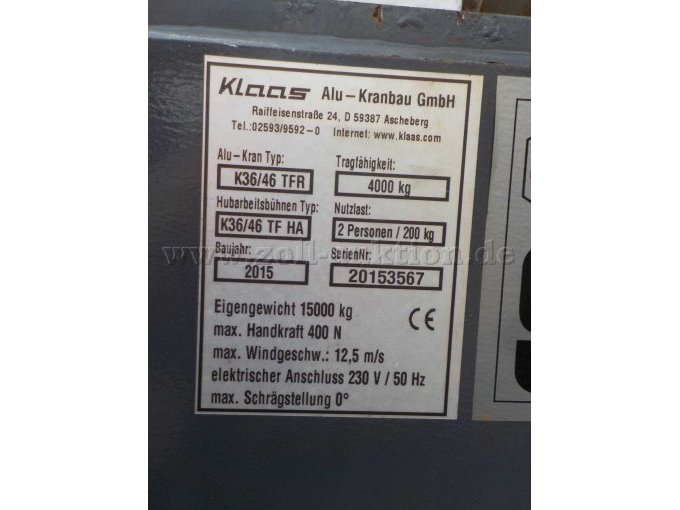 Klaas Alu-Kranbau GmbH
Raiffeisenstraße 24, D 59387 Ascheberg
Tel.:02593/9592-0 Internet: www.klaas.com
Alu-Kran Typ: Tragfähigkeit:
K36/46 TFR 4000 kg
Hubarbeitsbühnen Typ: Nutzlast:
K36/46 TF HA 2 Personen / 200 kg
www.zoll-auktion.de
Baujahr: SerienNr:
2015 20153567
Eigengewicht 15000 kg
max. Handkraft 400 N
CE
max. Windgeschw.: 12,5 m/s
elektrischer Anschluss 230 V / 50 Hz
max. Schrägstellung 0°